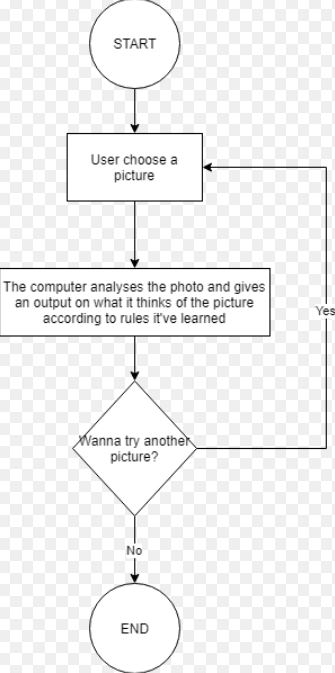 START
User choose a
picture
The computer analyses the photo and gives
an output on what it thinks of the picture
according to rules it've learned
Yes
Wanna try another
picture?
No
END